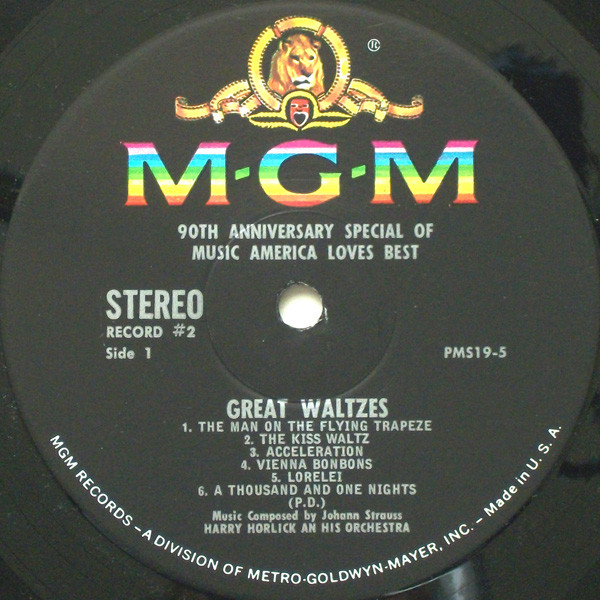 ®
M-G-M
90TH ANNIVERSARY SPECIAL OF
MUSIC AMERICA LOVES BEST
STEREO
RECORD #2
Side 1
PMS19-5
GREAT WALTZES
1. THE MAN ON THE FLYING TRAPEZE
2. THE KISS WALTZ
3. ACCELERATION
4. VIENNA BONBONS
5. LORELEI
6. A THOUSAND AND ONE NIGHTS
(P.D.)
Music Composed by Johann Strauss
HARRY HORLICK AN HIS ORCHESTRA
MGM RECORDS – A DIVISION OF METRO-GOLDWYN-MAYER, INC. – Made in U. S. A.